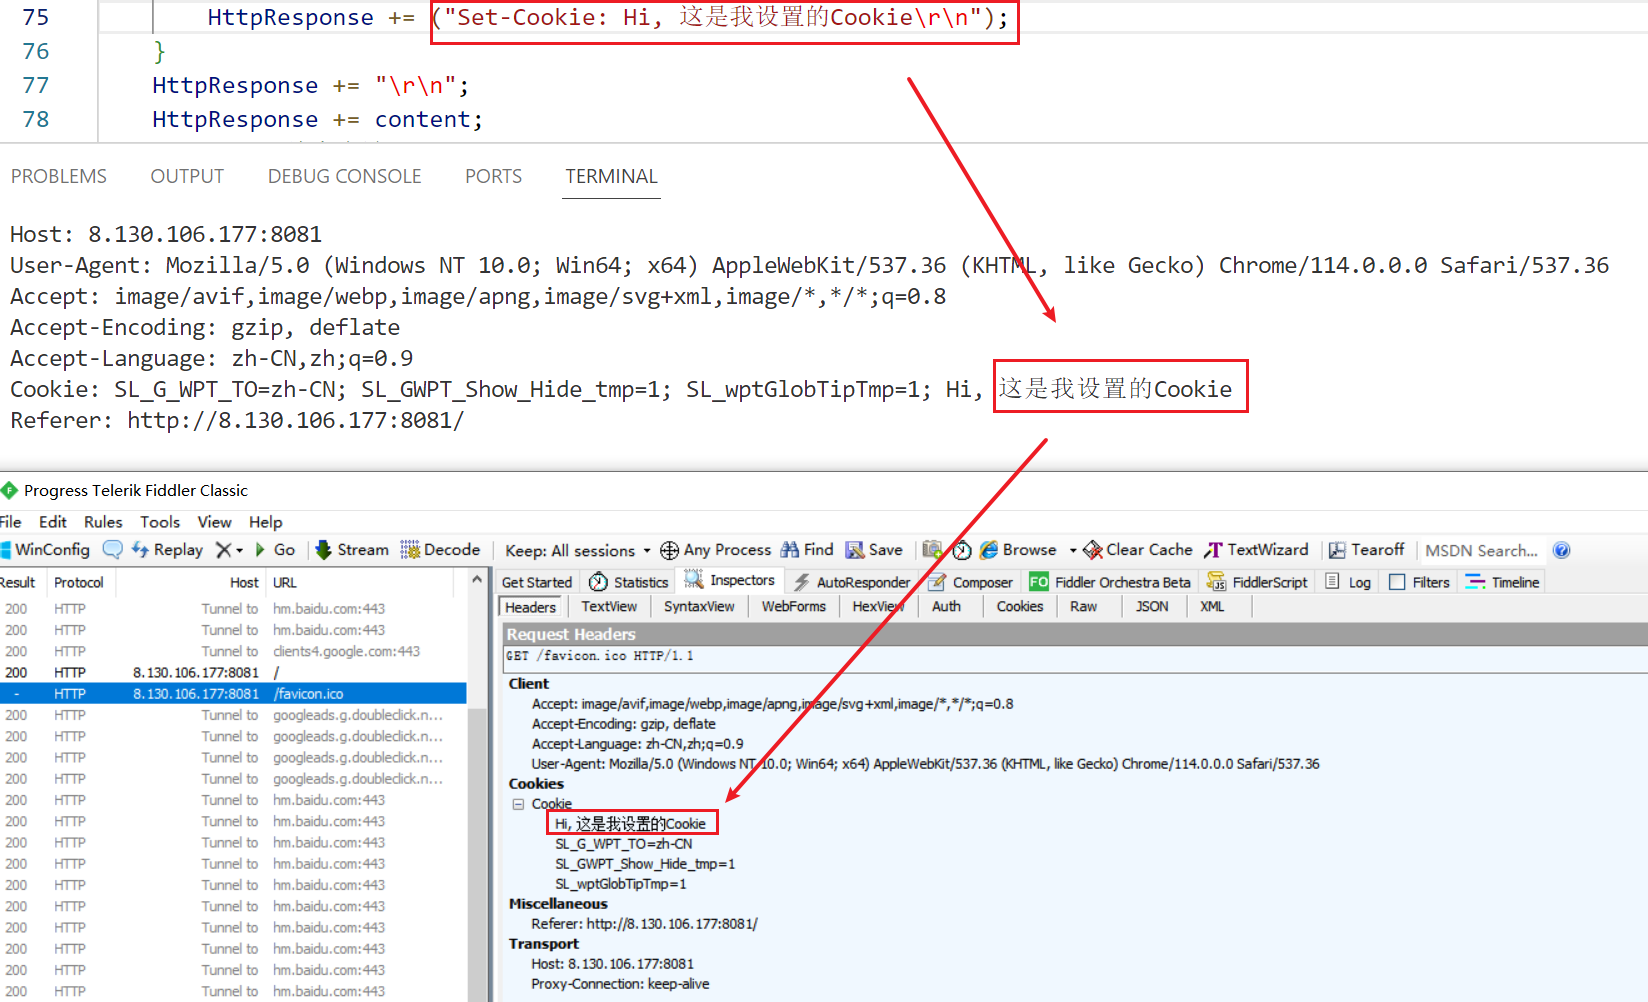 75 HttpResponse += ("Set-Cookie: Hi, 这是我设置的Cookie\r\n");
76 }
77 HttpResponse += "\r\n";
78 HttpResponse += content;
PROBLEMS OUTPUT DEBUG CONSOLE PORTS TERMINAL
Host: 8.130.106.177:8081
User-Agent: Mozilla/5.0 (Windows NT 10.0; Win64; x64) AppleWebKit/537.36 (KHTML, like Gecko) Chrome/114.0.0.0 Safari/537.36
Accept: image/avif,image/webp,image/apng,image/svg+xml,image/*,*/*;q=0.8
Accept-Encoding: gzip, deflate
Accept-Language: zh-CN,zh;q=0.9
Cookie: SL_G_WPT_TO=zh-CN; SL_GWPT_Show_Hide_tmp=1; SL_wptGlobTipTmp=1; Hi, 这是我设置的Cookie
Referer: http://8.130.106.177:8081/
Progress Telerik Fiddler Classic
File Edit Rules Tools View Help
WinConfig Replay Go Stream Decode Keep: All sessions Any Process Find Save Browse Clear Cache TextWizard Tearoff MSDN Search...
Result Protocol Host URL
200 HTTP Tunnel to hm.baidu.com:443
200 HTTP Tunnel to hm.baidu.com:443
200 HTTP Tunnel to clients4.google.com:443
200 HTTP 8.130.106.177:8081 /
- HTTP 8.130.106.177:8081 /favicon.ico
200 HTTP Tunnel to googleads.g.doubleclick.n...
200 HTTP Tunnel to googleads.g.doubleclick.n...
200 HTTP Tunnel to googleads.g.doubleclick.n...
200 HTTP Tunnel to googleads.g.doubleclick.n...
200 HTTP Tunnel to hm.baidu.com:443
200 HTTP Tunnel to hm.baidu.com:443
200 HTTP Tunnel to hm.baidu.com:443
200 HTTP Tunnel to hm.baidu.com:443
200 HTTP Tunnel to hm.baidu.com:443
200 HTTP Tunnel to hm.baidu.com:443
200 HTTP Tunnel to hm.baidu.com:443
200 HTTP Tunnel to hm.baidu.com:443
200 HTTP Tunnel to hm.baidu.com:443
200 HTTP Tunnel to hm.baidu.com:443
Get Started Statistics Inspectors AutoResponder Composer FO Fiddler Orchestra Beta FiddlerScript Log Filters Timeline
Headers TextView SyntaxView WebForms HexView Auth Cookies Raw JSON XML
Request Headers
GET /favicon.ico HTTP/1.1
Client
Accept: image/avif,image/webp,image/apng,image/svg+xml,image/*,*/*;q=0.8
Accept-Encoding: gzip, deflate
Accept-Language: zh-CN,zh;q=0.9
User-Agent: Mozilla/5.0 (Windows NT 10.0; Win64; x64) AppleWebKit/537.36 (KHTML, like Gecko) Chrome/114.0.0.0 Safari/537.36
Cookies
Cookie
Hi, 这是我设置的Cookie
SL_G_WPT_TO=zh-CN
SL_GWPT_Show_Hide_tmp=1
SL_wptGlobTipTmp=1
Miscellaneous
Referer: http://8.130.106.177:8081/
Transport
Host: 8.130.106.177:8081
Proxy-Connection: keep-alive